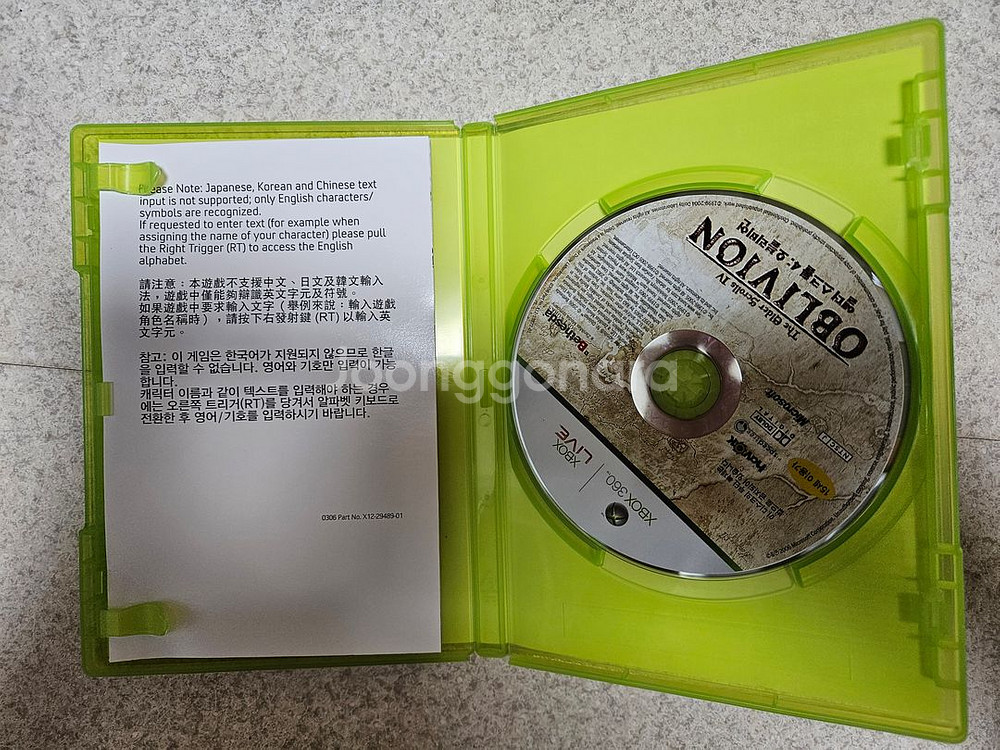 Please Note: Japanese, Korean and Chinese text
input is not supported; only English characters/
symbols are recognized.
If requested to enter text (for example when
assigning the name of your character) please pull
the Right Trigger (RT) to access the English
alphabet.
請注意：本遊戲不支援中文、日文及韓文輸入
法，遊戲中僅能夠辯識英文字元及符號。
如果遊戲中要求輸入文字（舉例來說：輸入遊戲
角色名稱時），請按下右發射鍵 (RT) 以輸入英
文字元。
참고: 이 게임은 한국어가 지원되지 않으므로 한글
을 입력할 수 없습니다. 영어와 기호만 입력이 가능
합니다.
캐릭터 이름과 같이 텍스트를 입력해야 하는 경우
에는 오른쪽 트리거(RT)를 당겨서 알파벳 키보드로
전환한 후 영어/기호를 입력하시기 바랍니다.
0306 Part No. X12-29489-01
joonggonara
The Elder Scrolls IV
OBLIVION
엘더스크롤 4: 오블리비언
Bethesda
Microsoft
NTSC J
DOLBY
havok
15세 이용가
XBOX 360
XBOX
LIVE